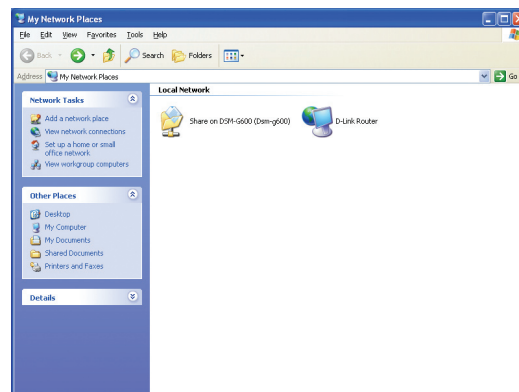 My Network Places
File Edit View Favorites Tools Help
Back Search Folders
Address My Network Places Go
Local Network
Network Tasks
Add a network place
View network connections
Set up a home or small
office network
View workgroup computers
Share on DSM-G600 (Dsm-g600)
D-Link Router
Other Places
Desktop
My Computer
My Documents
Shared Documents
Printers and Faxes
Details